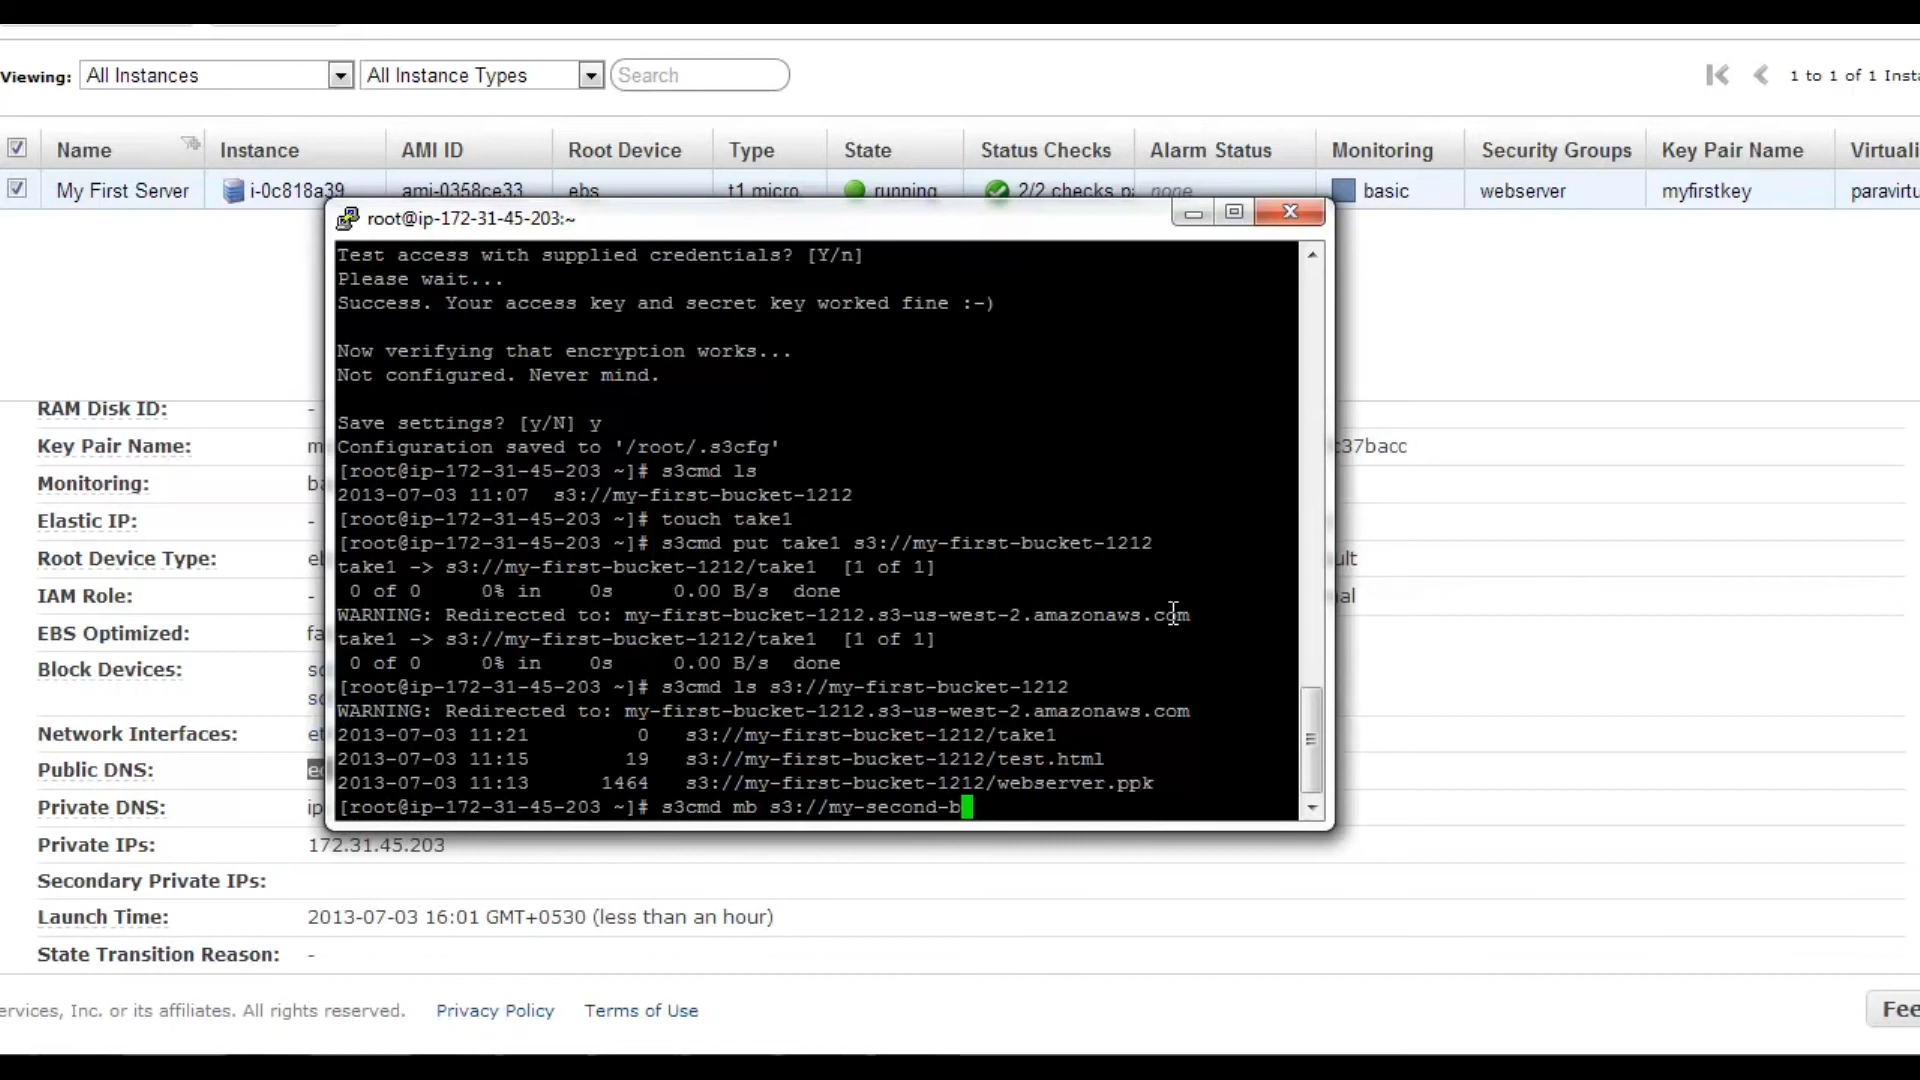 Viewing: All Instances All Instance Types Search 1 to 1 of 1
Name Instance AMI ID Root Device Type State Status Checks Alarm Status Monitoring Security Groups Key Pair Name
My First Server i-0c818a39 ami-0358ce33 ebs t1.micro running 2/2 checks none basic webserver myfirstkey
root@ip-172-31-45-203:~
Test access with supplied credentials? [Y/n]
Please wait...
Success. Your access key and secret key worked fine :-)
Now verifying that encryption works...
Not configured. Never mind.
Save settings? [y/N] y
Configuration saved to '/root/.s3cfg'
[root@ip-172-31-45-203 ~]# s3cmd ls
2013-07-03 11:07  s3://my-first-bucket-1212
[root@ip-172-31-45-203 ~]# touch take1
[root@ip-172-31-45-203 ~]# s3cmd put take1 s3://my-first-bucket-1212
take1 -> s3://my-first-bucket-1212/take1  [1 of 1]
0 of 0     0% in    0s     0.00 B/s  done
WARNING: Redirected to: my-first-bucket-1212.s3-us-west-2.amazonaws.com
take1 -> s3://my-first-bucket-1212/take1  [1 of 1]
0 of 0     0% in    0s     0.00 B/s  done
[root@ip-172-31-45-203 ~]# s3cmd ls s3://my-first-bucket-1212
WARNING: Redirected to: my-first-bucket-1212.s3-us-west-2.amazonaws.com
2013-07-03 11:21         0   s3://my-first-bucket-1212/take1
2013-07-03 11:15        19   s3://my-first-bucket-1212/test.html
2013-07-03 11:13      1464   s3://my-first-bucket-1212/webserver.ppk
[root@ip-172-31-45-203 ~]# s3cmd mb s3://my-second-b
RAM Disk ID: -
Key Pair Name: c37bacc
Monitoring:
Elastic IP: -
Root Device Type:
IAM Role: -
EBS Optimized:
Block Devices:
Network Interfaces:
Public DNS:
Private DNS:
Private IPs: 172.31.45.203
Secondary Private IPs:
Launch Time: 2013-07-03 16:01 GMT+0530 (less than an hour)
State Transition Reason: -
ervices, Inc. or its affiliates. All rights reserved. Privacy Policy Terms of Use Fee